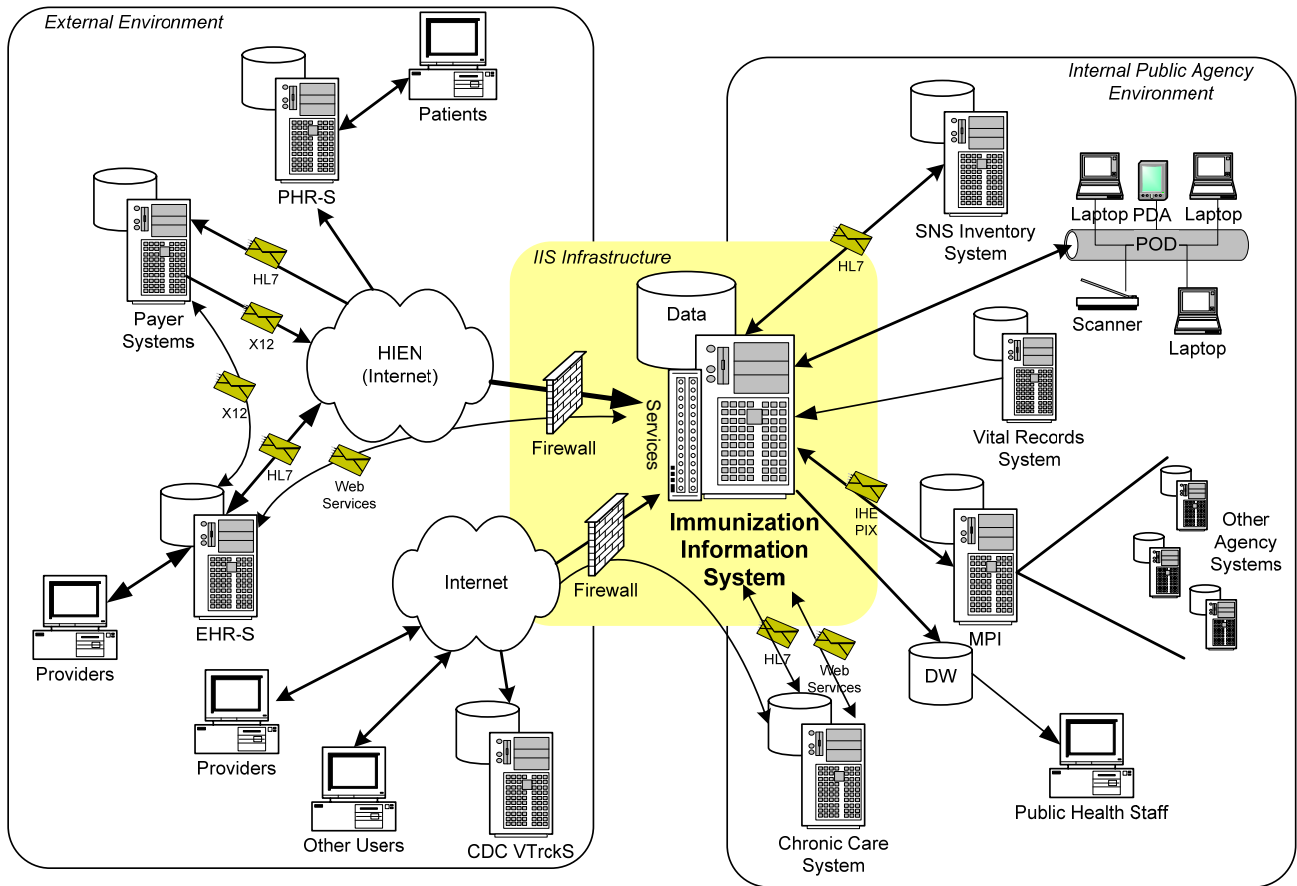 External Environment
Patients
PHR-S
HL7
Payer
Systems
X12
HIEN
(Internet)
X12
HL7
Web
Services
EHR-S
Providers
Providers
Other Users
CDC VTrckS
Internet
IIS Infrastructure
Data
Services
Firewall
Firewall
Immunization
Information
System
Internal Public Agency
Environment
HL7
SNS Inventory
System
Laptop
PDA
Laptop
POD
Scanner
Laptop
Vital Records
System
IHE
PIX
MPI
Other
Agency
Systems
DW
Public Health Staff
HL7
Web
Services
Chronic Care
System